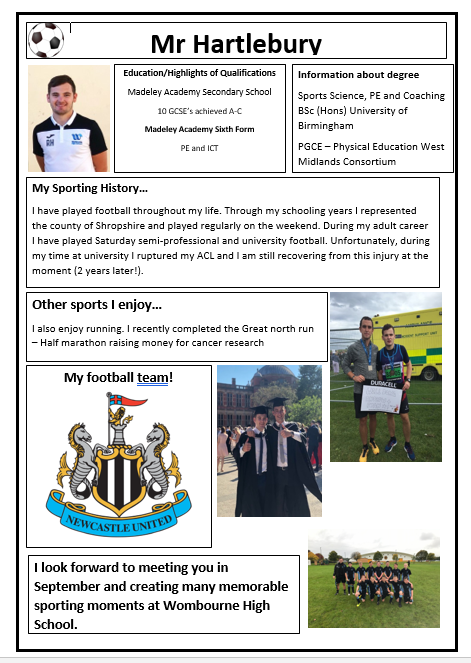 Mr Hartlebury
Education/Highlights of Qualifications
Madeley Academy Secondary School
10 GCSE's achieved A-C
Madeley Academy Sixth Form
PE and ICT
Information about degree
Sports Science, PE and Coaching
BSc (Hons) University of
Birmingham
PGCE – Physical Education West
Midlands Consortium
My Sporting History…
I have played football throughout my life. Through my schooling years I represented
the county of Shropshire and played regularly on the weekend. During my adult career
I have played Saturday semi-professional and university football. Unfortunately, during
my time at university I ruptured my ACL and I am still recovering from this injury at the
moment (2 years later!).
Other sports I enjoy…
I also enjoy running. I recently completed the Great north run
– Half marathon raising money for cancer research
DURACELL
My football team!
NEWCASTLE UNITED
I look forward to meeting you in
September and creating many memorable
sporting moments at Wombourne High
School.